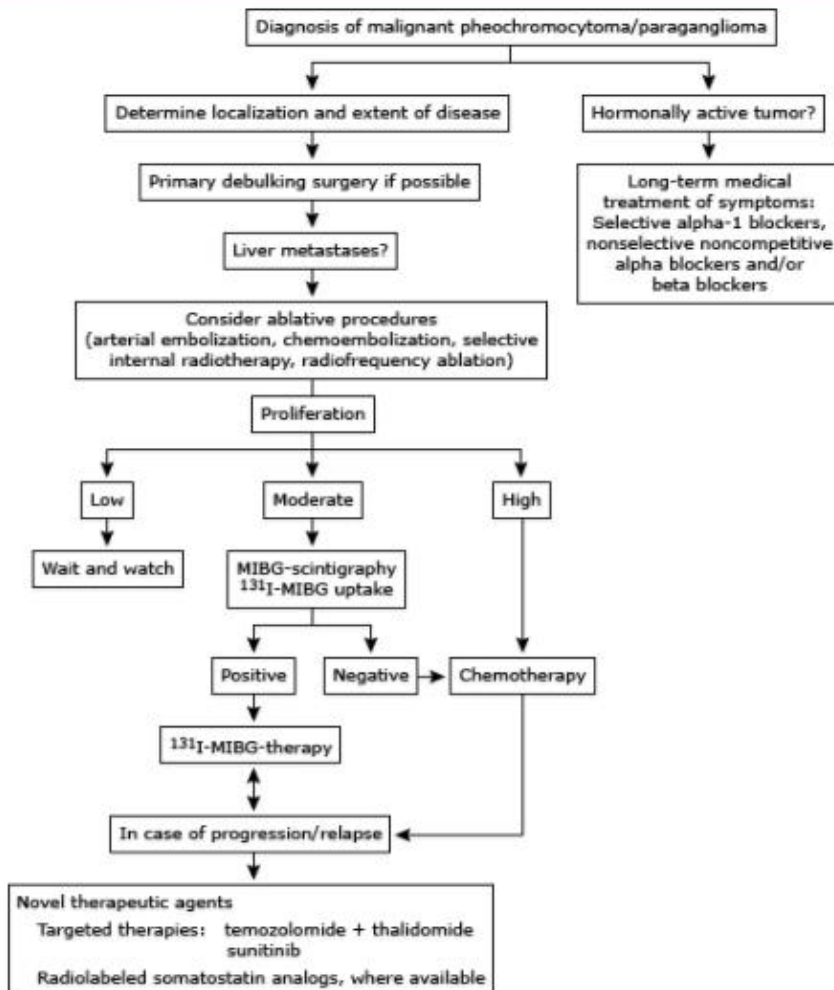 Diagnosis of malignant pheochromocytoma/paraganglioma
Determine localization and extent of disease
Hormonally active tumor?
Primary debulking surgery if possible
Long-term medical
treatment of symptoms:
Selective alpha-1 blockers,
nonselective noncompetitive
alpha blockers and/or
beta blockers
Liver metastases?
Consider ablative procedures
(arterial embolization, chemoembolization, selective
internal radiotherapy, radiofrequency ablation)
Proliferation
Low
Moderate
High
Wait and watch
MIBG-scintigraphy
¹³¹I-MIBG uptake
Positive
Negative
Chemotherapy
¹³¹I-MIBG-therapy
In case of progression/relapse
Novel therapeutic agents
Targeted therapies: temozolomide + thalidomide
sunitinib
Radiolabeled somatostatin analogs, where available